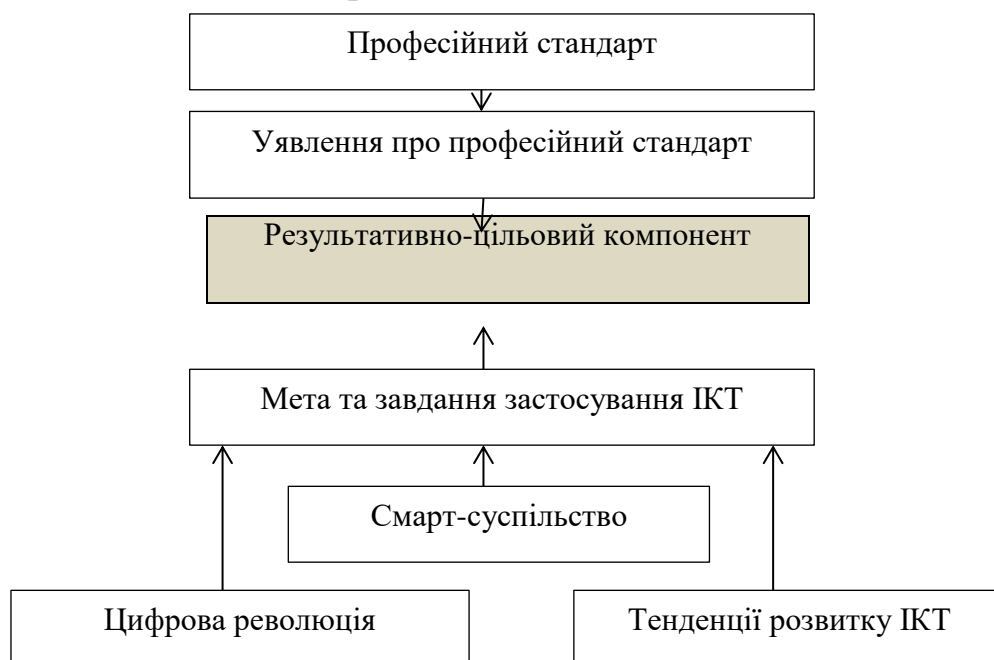 Професійний стандарт
Уявлення про професійний стандарт
Результативно-цільовий компонент
Мета та завдання застосування ІКТ
Смарт-суспільство
Цифрова революція
Тенденції розвитку ІКТ